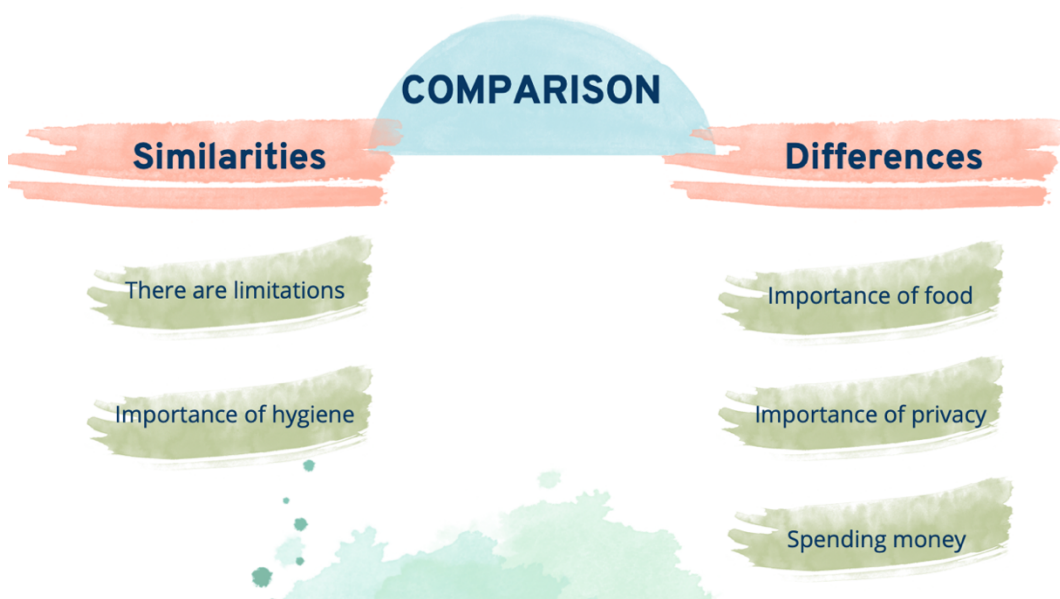 COMPARISON
Similarities
There are limitations
Importance of hygiene
Differences
Importance of food
Importance of privacy
Spending money